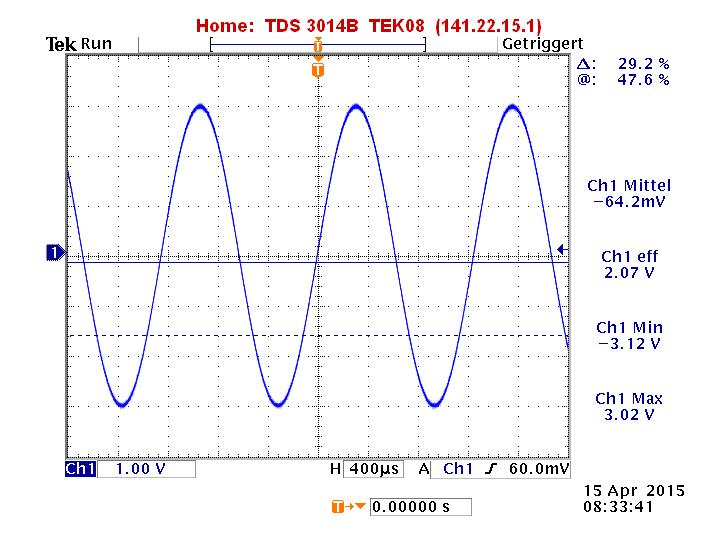 Home: TDS 3014B TEK08 (141.22.15.1)
Tek Run
Getriggert
T
T
Δ: 29.2 %
@: 47.6 %
1
Ch1 Mittel
−64.2mV
Ch1 eff
2.07 V
Ch1 Min
−3.12 V
Ch1 Max
3.02 V
Ch1 1.00 V H 400µs A Ch1 60.0mV
T 0.00000 s
15 Apr 2015
08:33:41